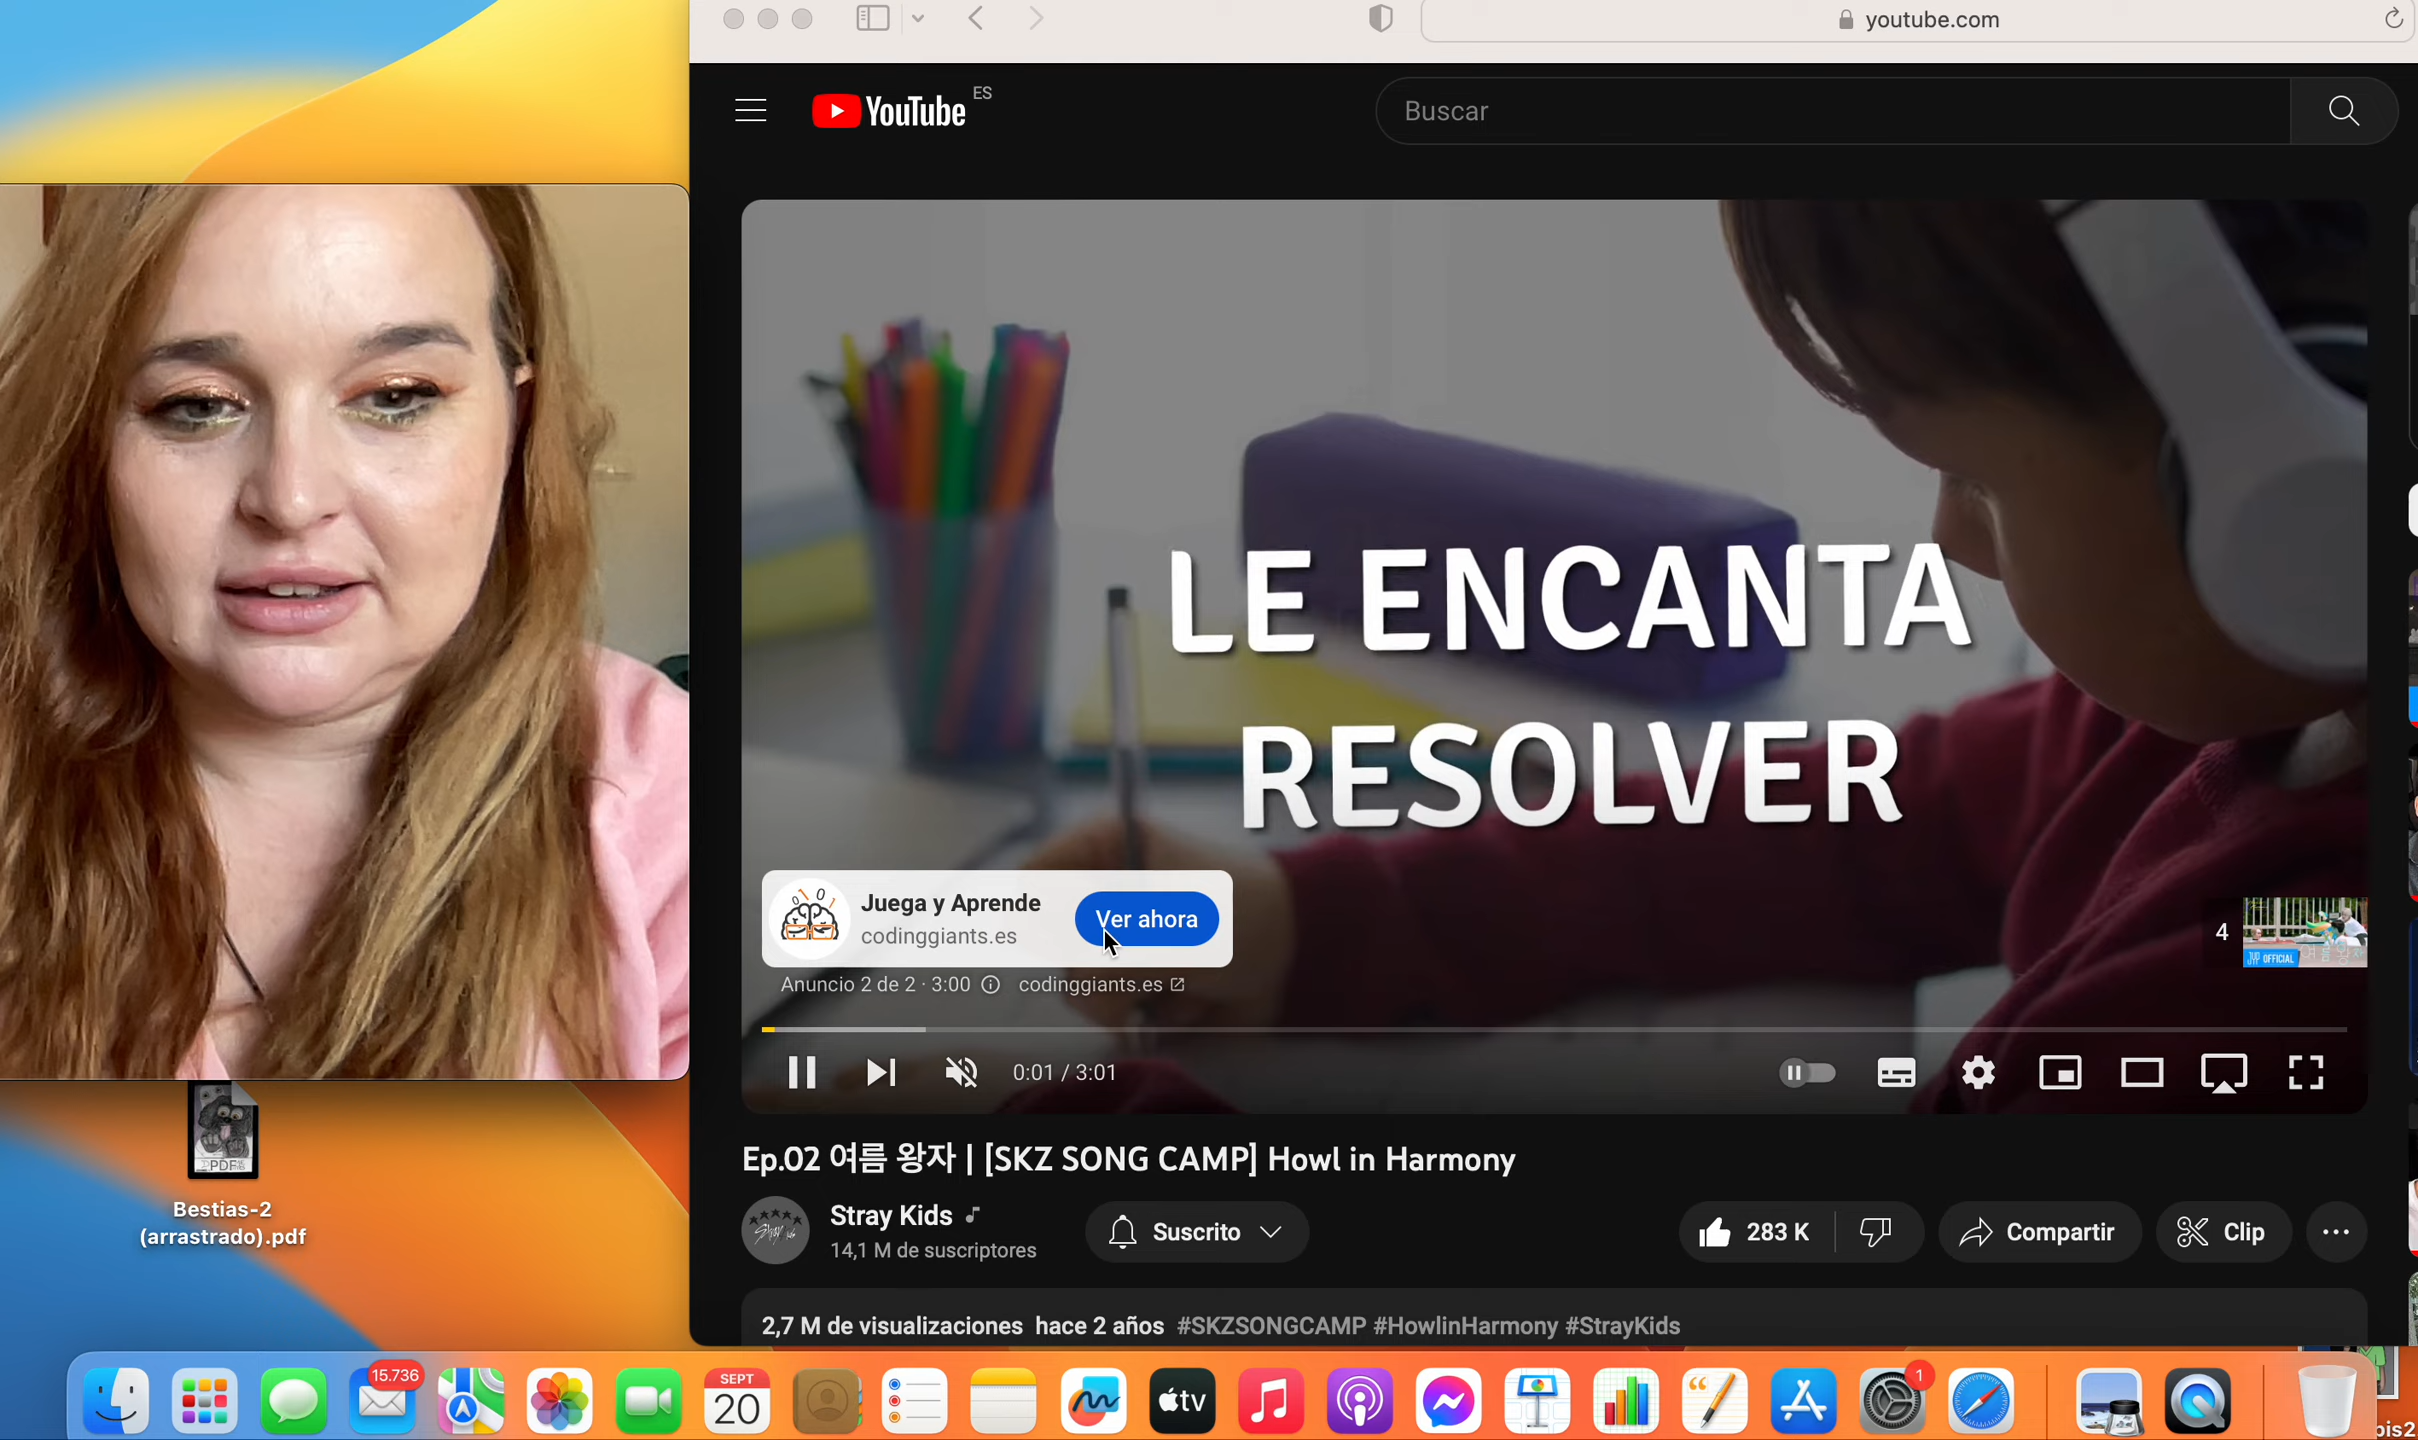 youtube.com
YouTube ES
Buscar
LE ENCANTA
RESOLVER
Juega y Aprende
codinggiants.es
Ver ahora
4
OFFICIAL
Anuncio 2 de 2 · 3:00
codinggiants.es
0:01 / 3:01
Ep.02 여름 왕자 | [SKZ SONG CAMP] Howl in Harmony
Stray Kids
14,1 M de suscriptores
Suscrito
283 K
Compartir
Clip
2,7 M de visualizaciones hace 2 años #SKZSONGCAMP #HowlinHarmony #StrayKids
PDF
Bestias-2
(arrastrado).pdf
15.736
SEPT
20
tv
1